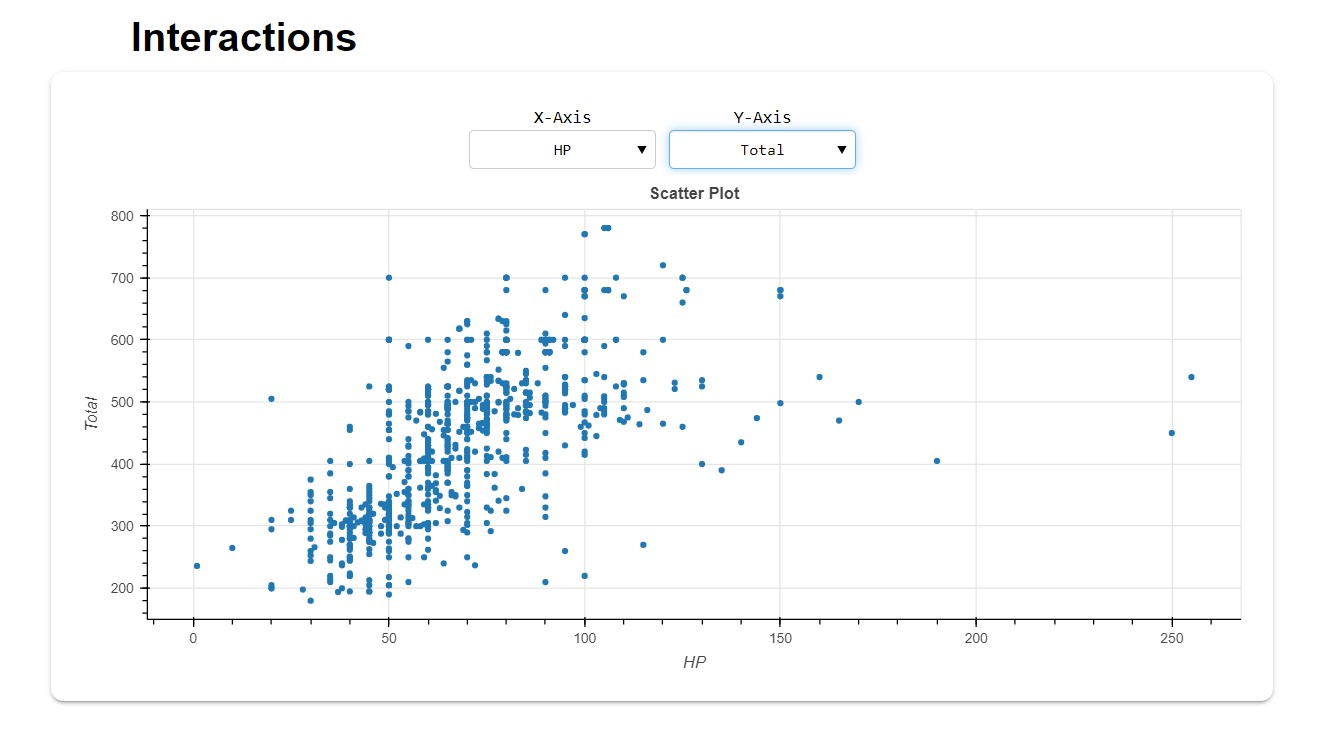 Interactions
X-Axis Y-Axis
HP ▼ Total ▼
Scatter Plot
800
700
600
500
400
300
200
Total
0 50 100 150 200 250
HP